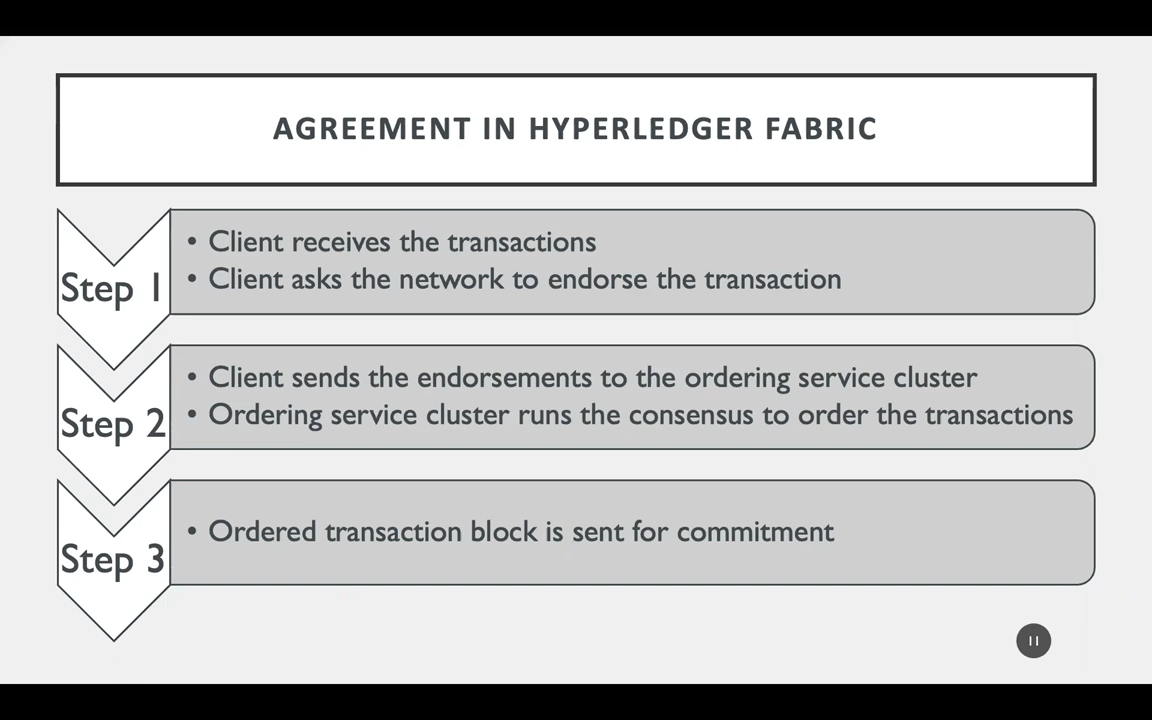 AGREEMENT IN HYPERLEDGER FABRIC
Step 1
• Client receives the transactions
• Client asks the network to endorse the transaction
Step 2
• Client sends the endorsements to the ordering service cluster
• Ordering service cluster runs the consensus to order the transactions
Step 3
• Ordered transaction block is sent for commitment
11